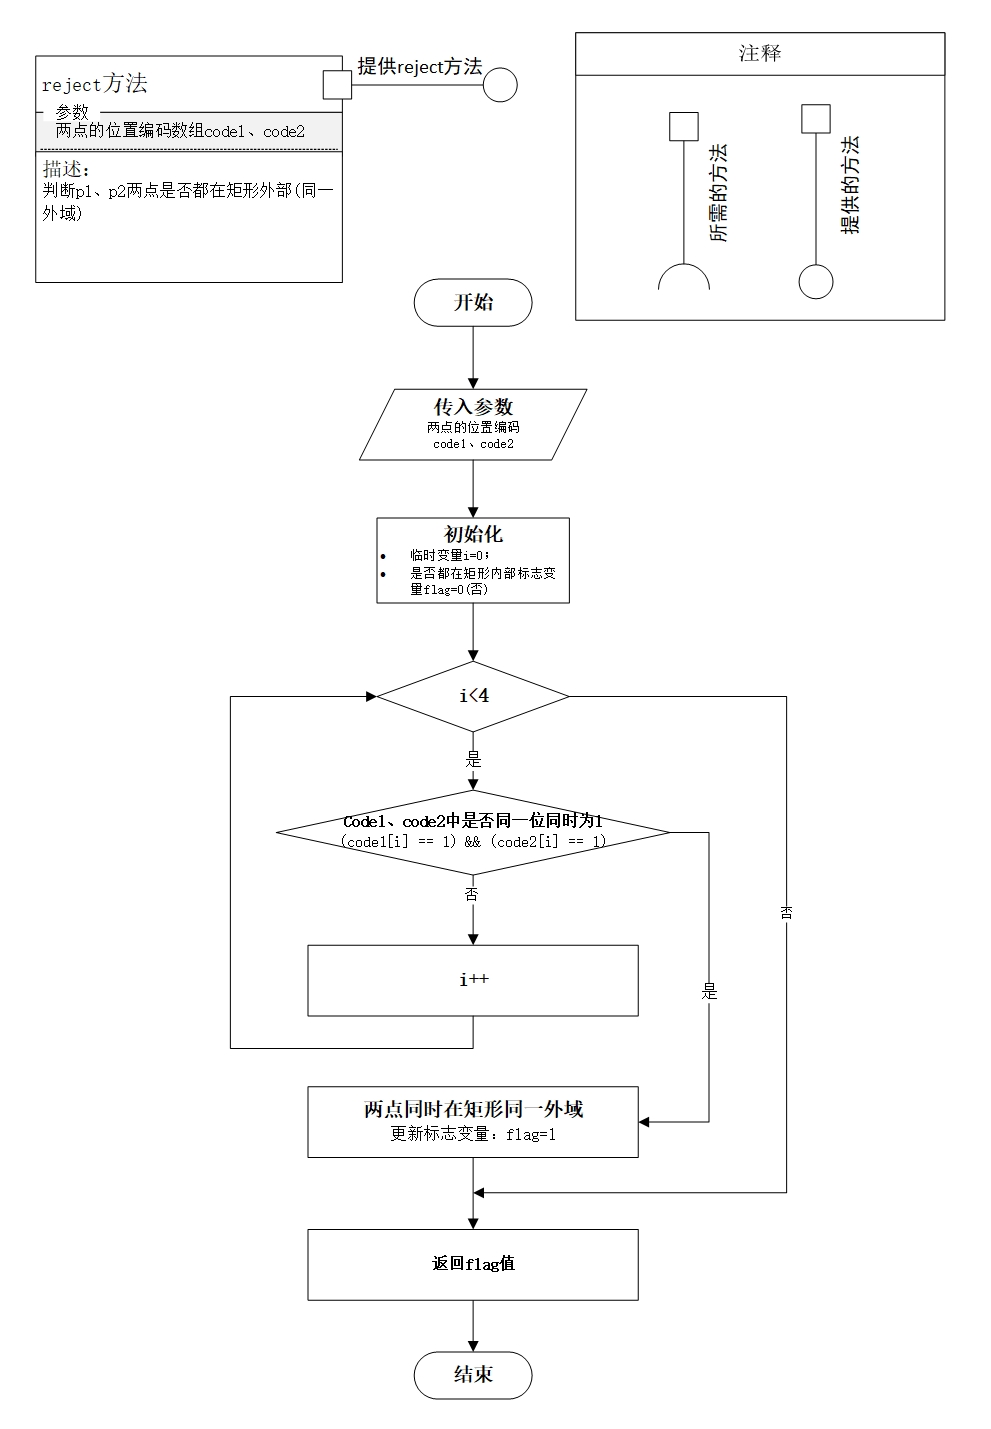 reject方法
提供reject方法
参数
两点的位置编码数组code1、code2
描述：
判断p1、p2两点是否都在矩形外部(同一
外域)
注释
所需的方法
提供的方法
开始
传入参数
两点的位置编码
code1、code2
初始化
• 临时变量i=0；
• 是否都在矩形内部标志变
量flag=0(否)
i<4
是
Code1、code2中是否同一位同时为1
(code1[i] == 1) && (code2[i] == 1)
否
否
i++
是
两点同时在矩形同一外域
更新标志变量：flag=1
返回flag值
结束